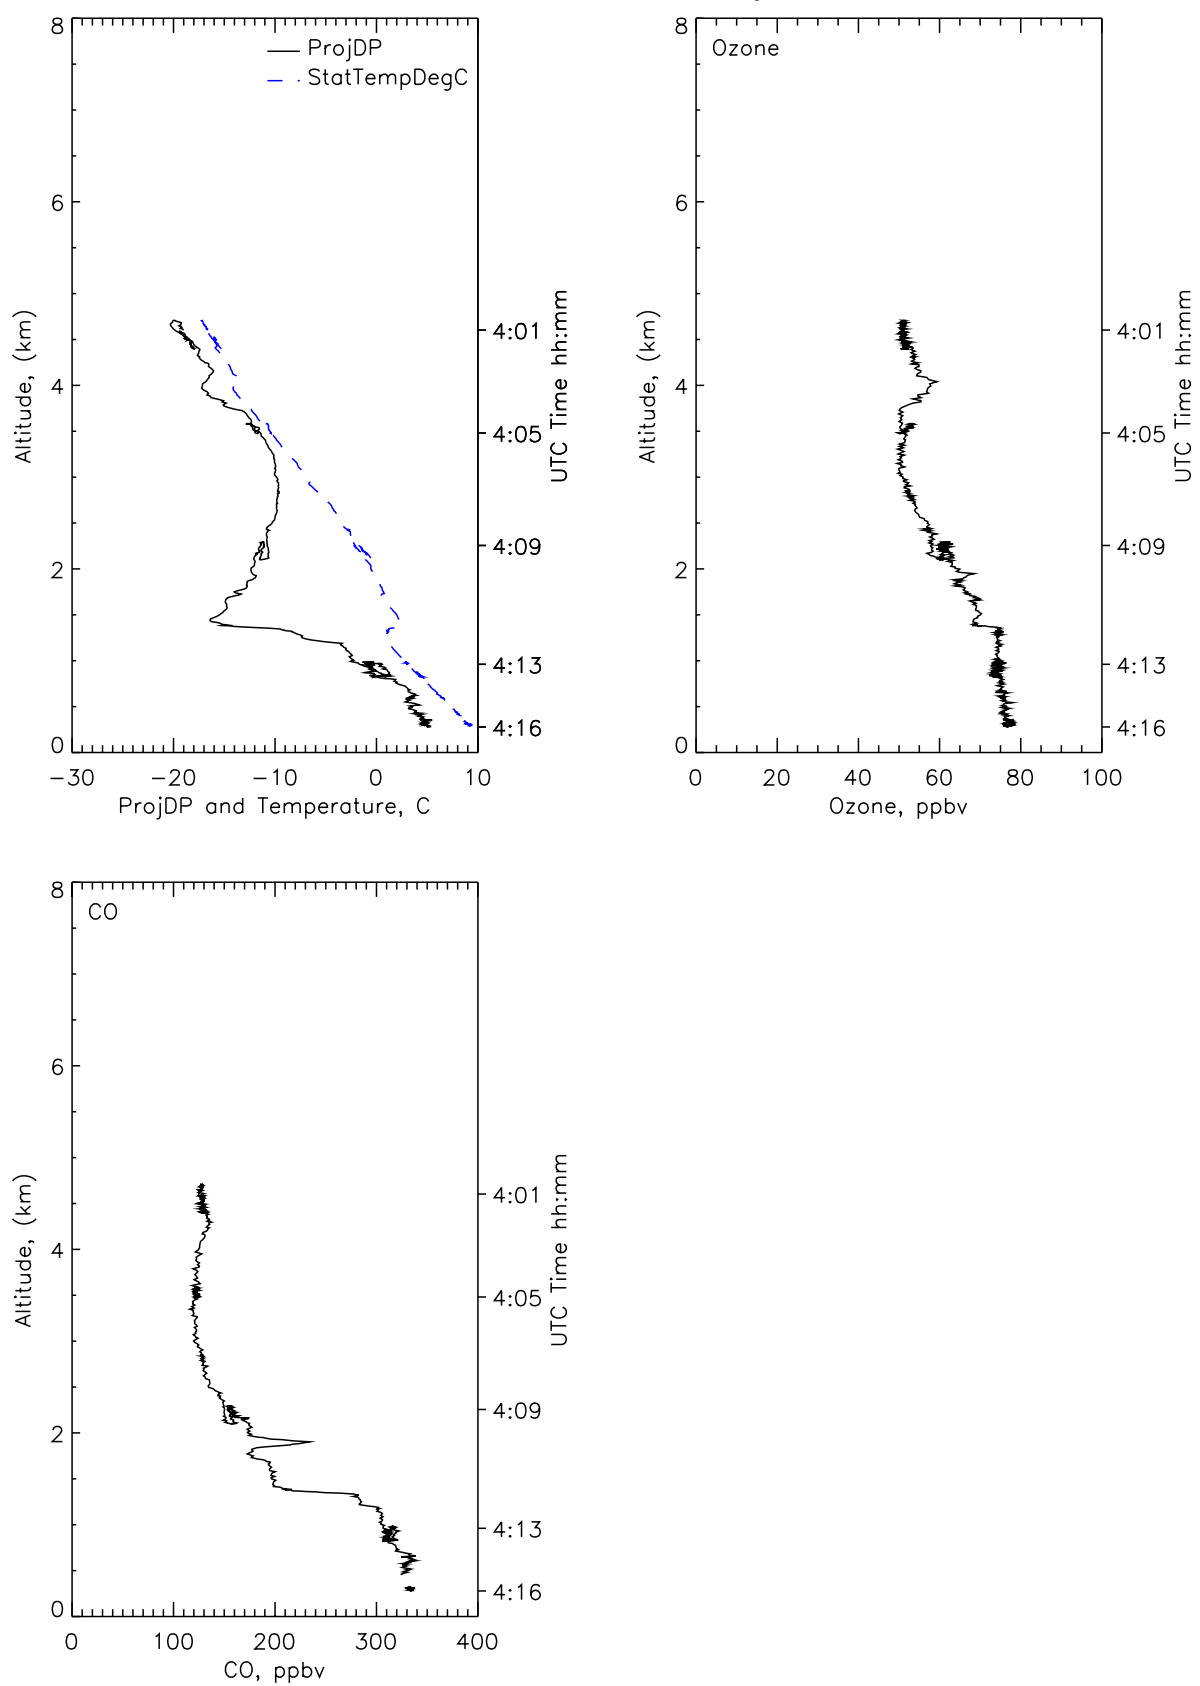 ProjDP
StatTempDegC
8
6
4
2
0
Altitude, (km)
4:01
4:05
4:09
4:13
4:16
UTC Time hh:mm
−30 −20 −10 0 10
ProjDP and Temperature, C
Ozone
8
6
4
2
0
Altitude, (km)
4:01
4:05
4:09
4:13
4:16
UTC Time hh:mm
0 20 40 60 80 100
Ozone, ppbv
CO
8
6
4
2
0
Altitude, (km)
4:01
4:05
4:09
4:13
4:16
UTC Time hh:mm
0 100 200 300 400
CO, ppbv